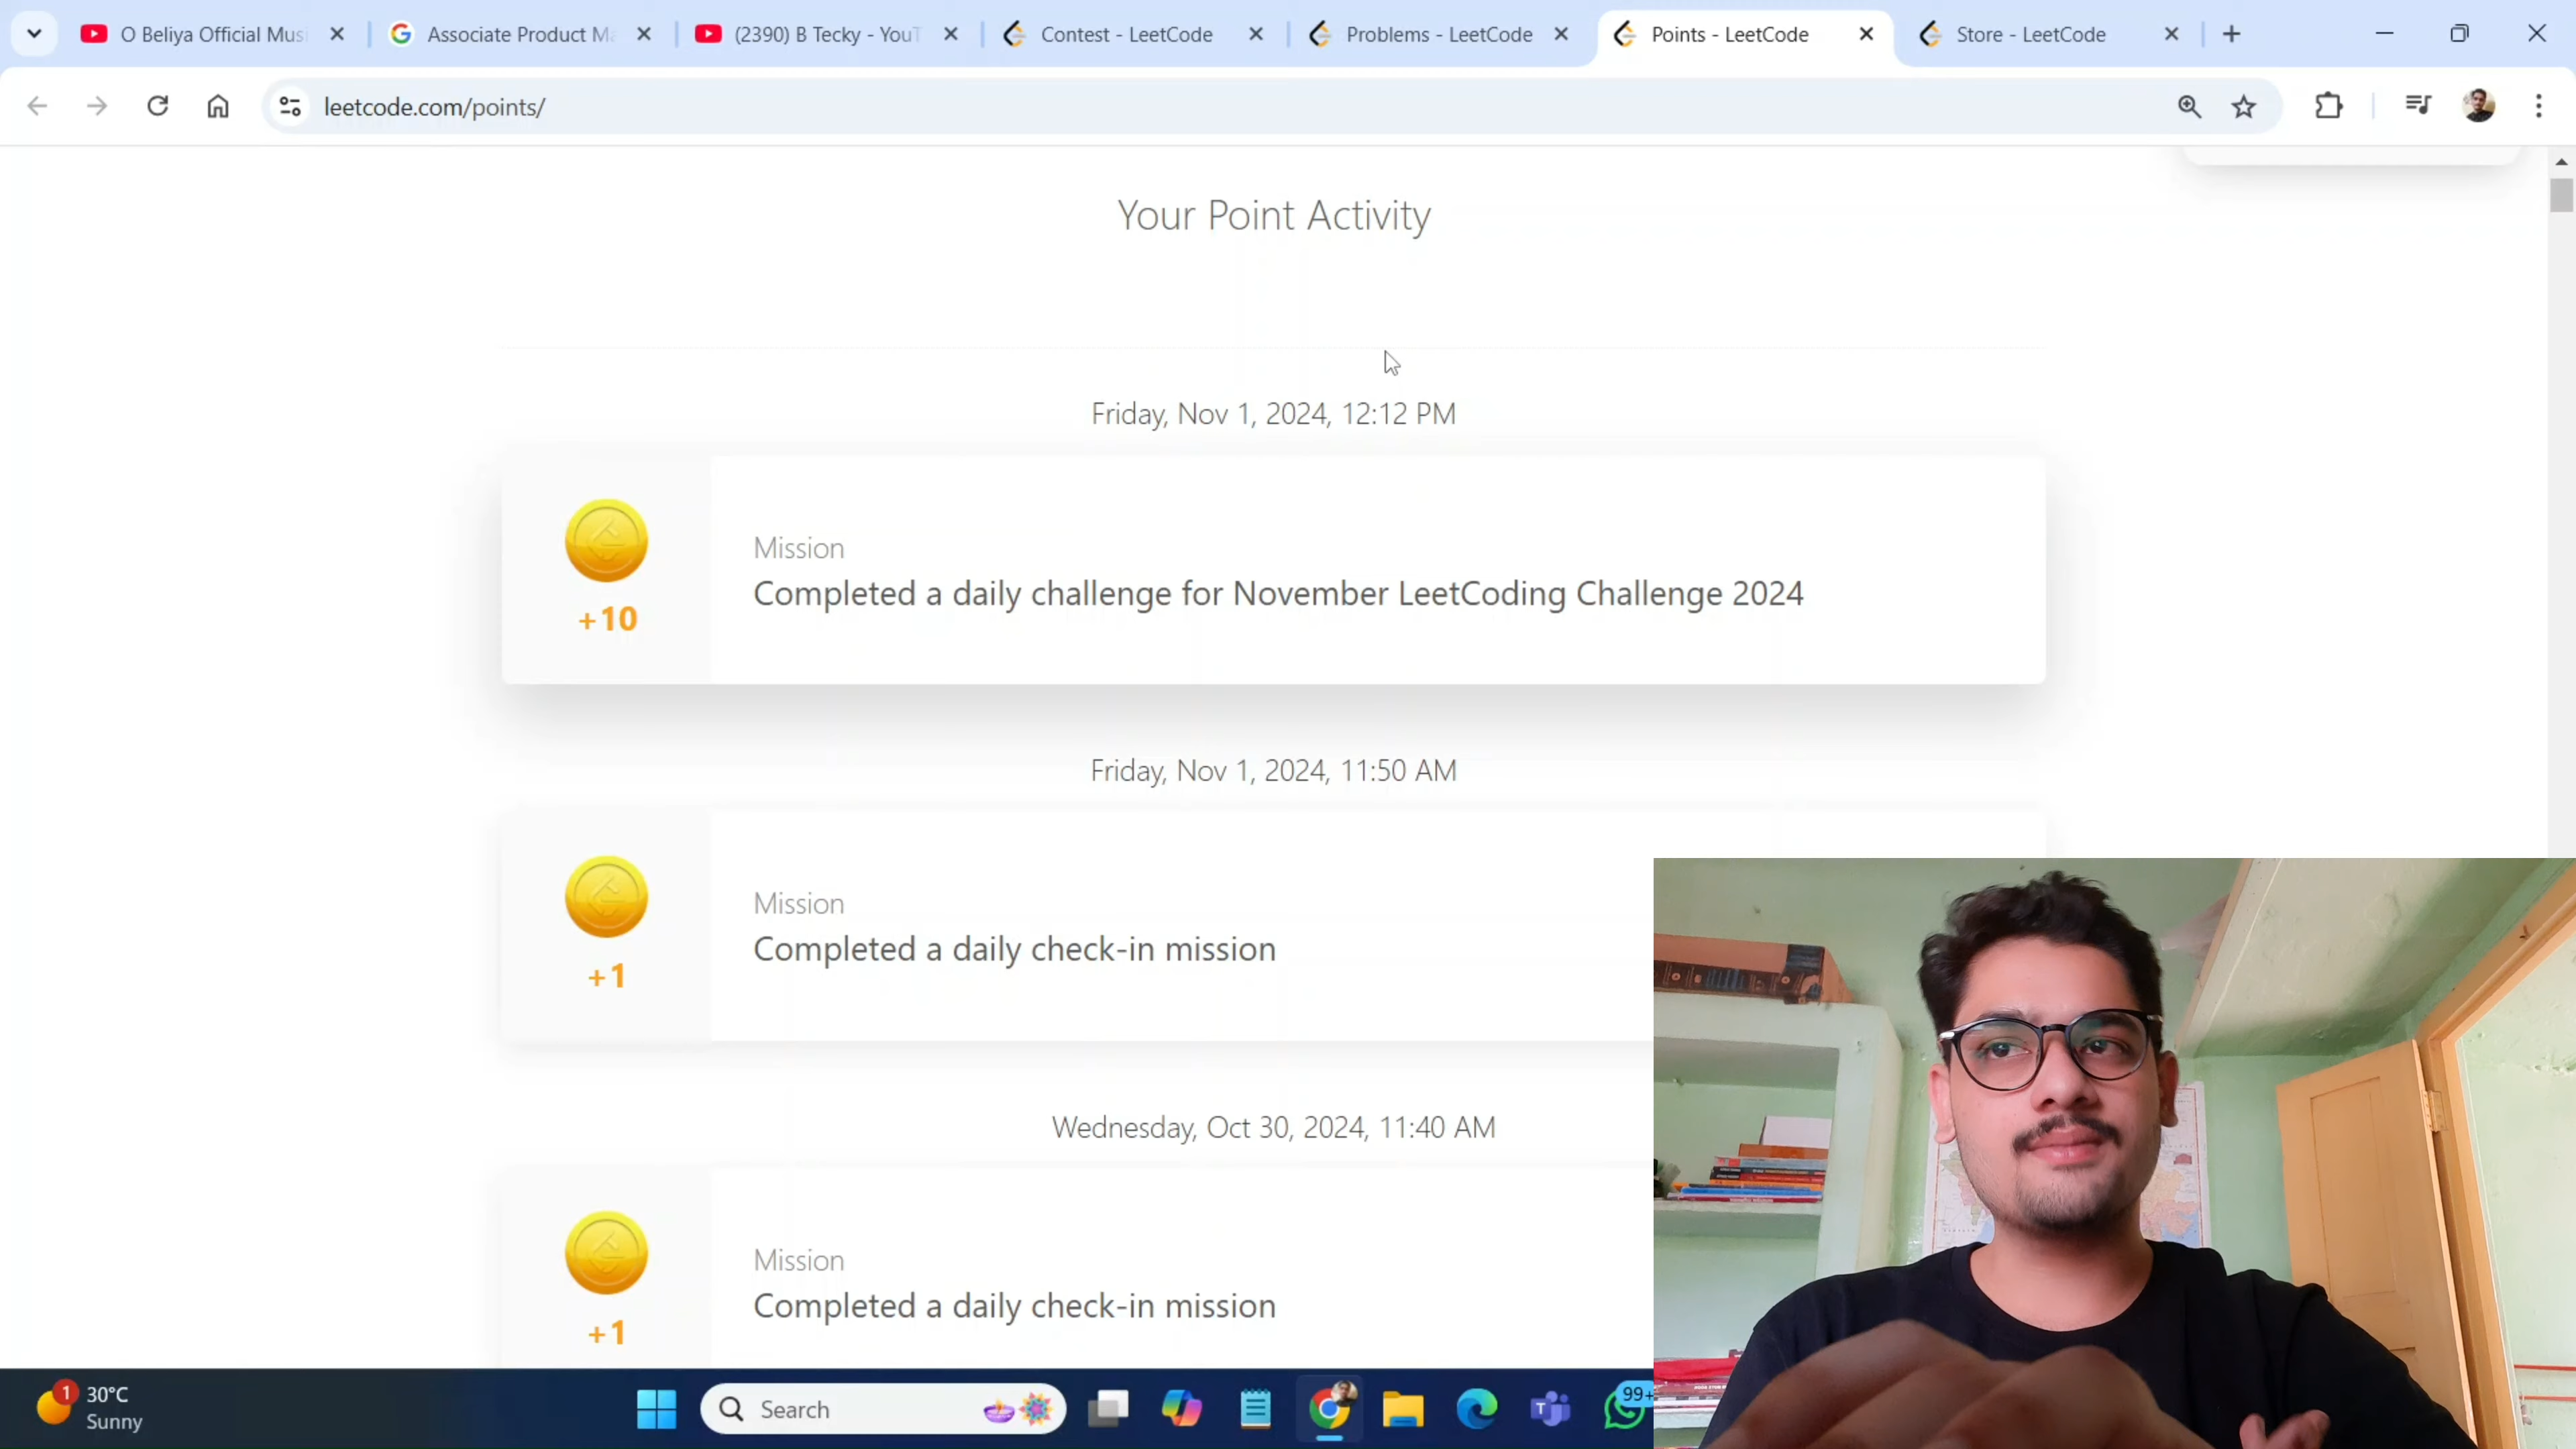 O Beliya Official Mus
Associate Product Ma
(2390) B Tecky - YouT
Contest - LeetCode
Problems - LeetCode
Points - LeetCode
Store - LeetCode
leetcode.com/points/
Your Point Activity
Friday, Nov 1, 2024, 12:12 PM
+10
Mission
Completed a daily challenge for November LeetCoding Challenge 2024
Friday, Nov 1, 2024, 11:50 AM
+1
Mission
Completed a daily check-in mission
Wednesday, Oct 30, 2024, 11:40 AM
+1
Mission
Completed a daily check-in mission
1
30°C
Sunny
Search
99+